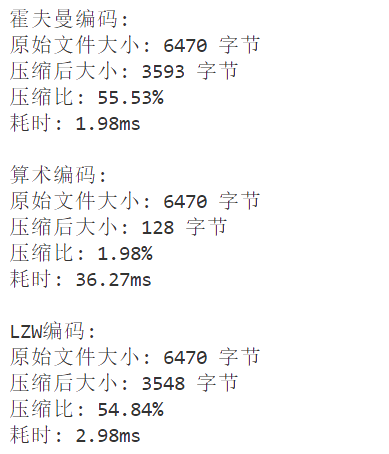 霍夫曼编码:
原始文件大小: 6470 字节
压缩后大小: 3593 字节
压缩比: 55.53%
耗时: 1.98ms
算术编码:
原始文件大小: 6470 字节
压缩后大小: 128 字节
压缩比: 1.98%
耗时: 36.27ms
LZW编码:
原始文件大小: 6470 字节
压缩后大小: 3548 字节
压缩比: 54.84%
耗时: 2.98ms